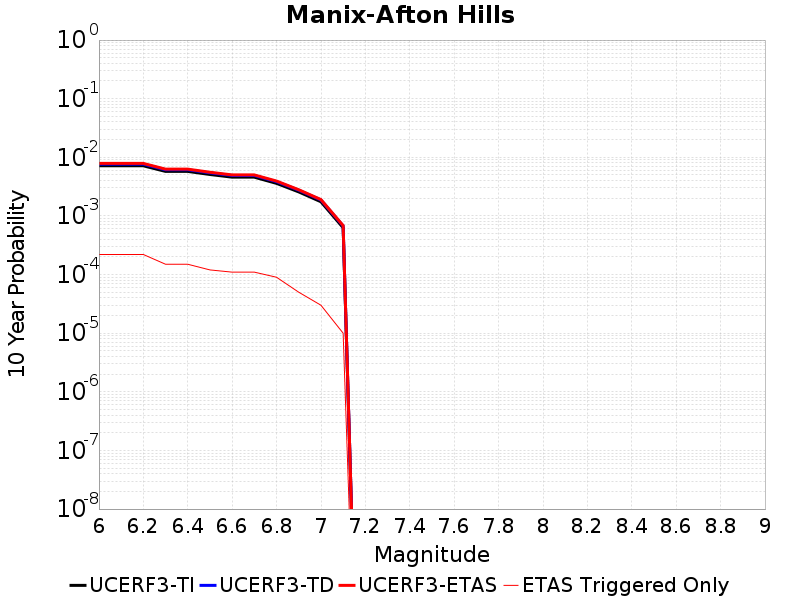 Manix-Afton Hills
10^0
10^-1
10^-2
10^-3
10^-4
10^-5
10^-6
10^-7
10^-8
10 Year Probability
6 6.2 6.4 6.6 6.8 7 7.2 7.4 7.6 7.8 8 8.2 8.4 8.6 8.8 9
Magnitude
UCERF3-TI UCERF3-TD UCERF3-ETAS ETAS Triggered Only